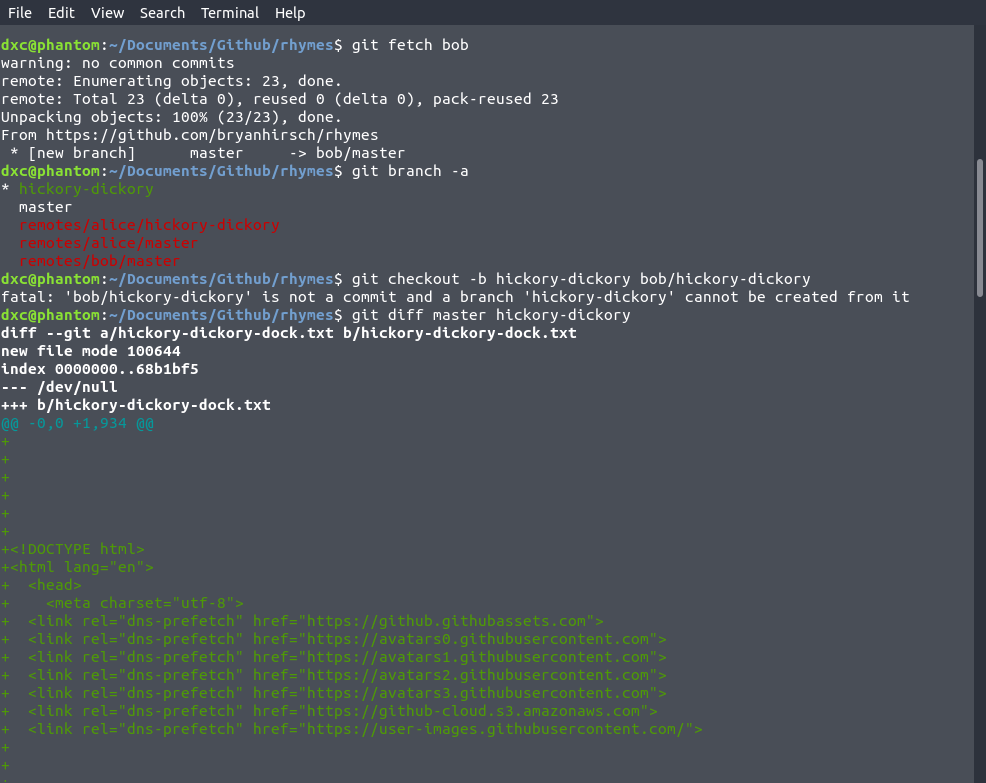 File Edit View Search Terminal Help
dxc@phantom:~/Documents/Github/rhymes$ git fetch bob
warning: no common commits
remote: Enumerating objects: 23, done.
remote: Total 23 (delta 0), reused 0 (delta 0), pack-reused 23
Unpacking objects: 100% (23/23), done.
From https://github.com/bryanhirsch/rhymes
 * [new branch]      master     -> bob/master
dxc@phantom:~/Documents/Github/rhymes$ git branch -a
* hickory-dickory
  master
  remotes/alice/hickory-dickory
  remotes/alice/master
  remotes/bob/master
dxc@phantom:~/Documents/Github/rhymes$ git checkout -b hickory-dickory bob/hickory-dickory
fatal: 'bob/hickory-dickory' is not a commit and a branch 'hickory-dickory' cannot be created from it
dxc@phantom:~/Documents/Github/rhymes$ git diff master hickory-dickory
diff --git a/hickory-dickory-dock.txt b/hickory-dickory-dock.txt
new file mode 100644
index 0000000..68b1bf5
--- /dev/null
+++ b/hickory-dickory-dock.txt
@@ -0,0 +1,934 @@
+
+
+
+
+
+
+<!DOCTYPE html>
+<html lang="en">
+  <head>
+    <meta charset="utf-8">
+  <link rel="dns-prefetch" href="https://github.githubassets.com">
+  <link rel="dns-prefetch" href="https://avatars0.githubusercontent.com">
+  <link rel="dns-prefetch" href="https://avatars1.githubusercontent.com">
+  <link rel="dns-prefetch" href="https://avatars2.githubusercontent.com">
+  <link rel="dns-prefetch" href="https://avatars3.githubusercontent.com">
+  <link rel="dns-prefetch" href="https://github-cloud.s3.amazonaws.com">
+  <link rel="dns-prefetch" href="https://user-images.githubusercontent.com/">
+
+
+